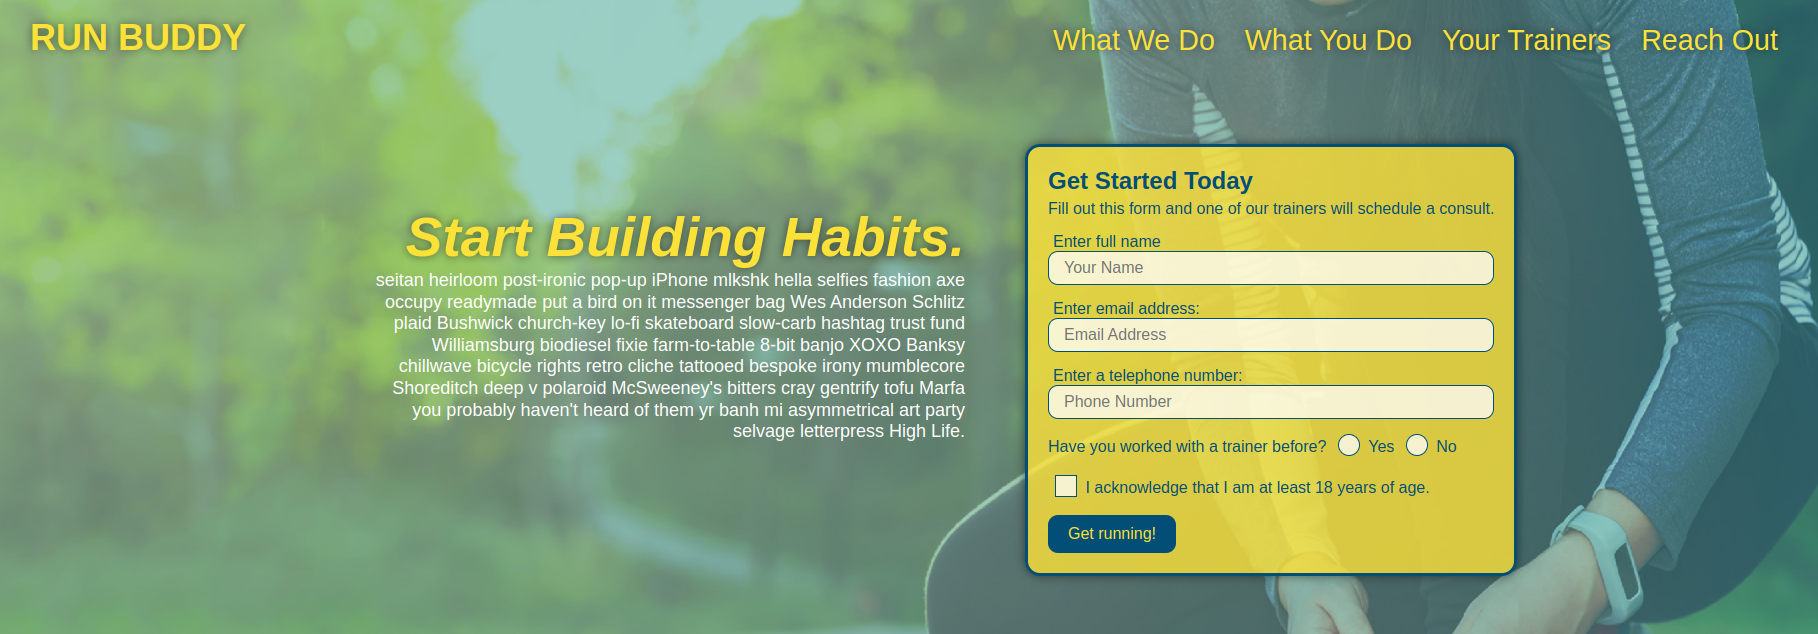 RUN BUDDY
What We Do What You Do Your Trainers Reach Out
Start Building Habits.
seitan heirloom post-ironic pop-up iPhone mlkshk hella selfies fashion axe
occupy readymade put a bird on it messenger bag Wes Anderson Schlitz
plaid Bushwick church-key lo-fi skateboard slow-carb hashtag trust fund
Williamsburg biodiesel fixie farm-to-table 8-bit banjo XOXO Banksy
chillwave bicycle rights retro cliche tattooed bespoke irony mumblecore
Shoreditch deep v polaroid McSweeney's bitters cray gentrify tofu Marfa
you probably haven't heard of them yr banh mi asymmetrical art party
selvage letterpress High Life.
Get Started Today
Fill out this form and one of our trainers will schedule a consult.
Enter full name
Your Name
Enter email address:
Email Address
Enter a telephone number:
Phone Number
Have you worked with a trainer before? Yes No
I acknowledge that I am at least 18 years of age.
Get running!